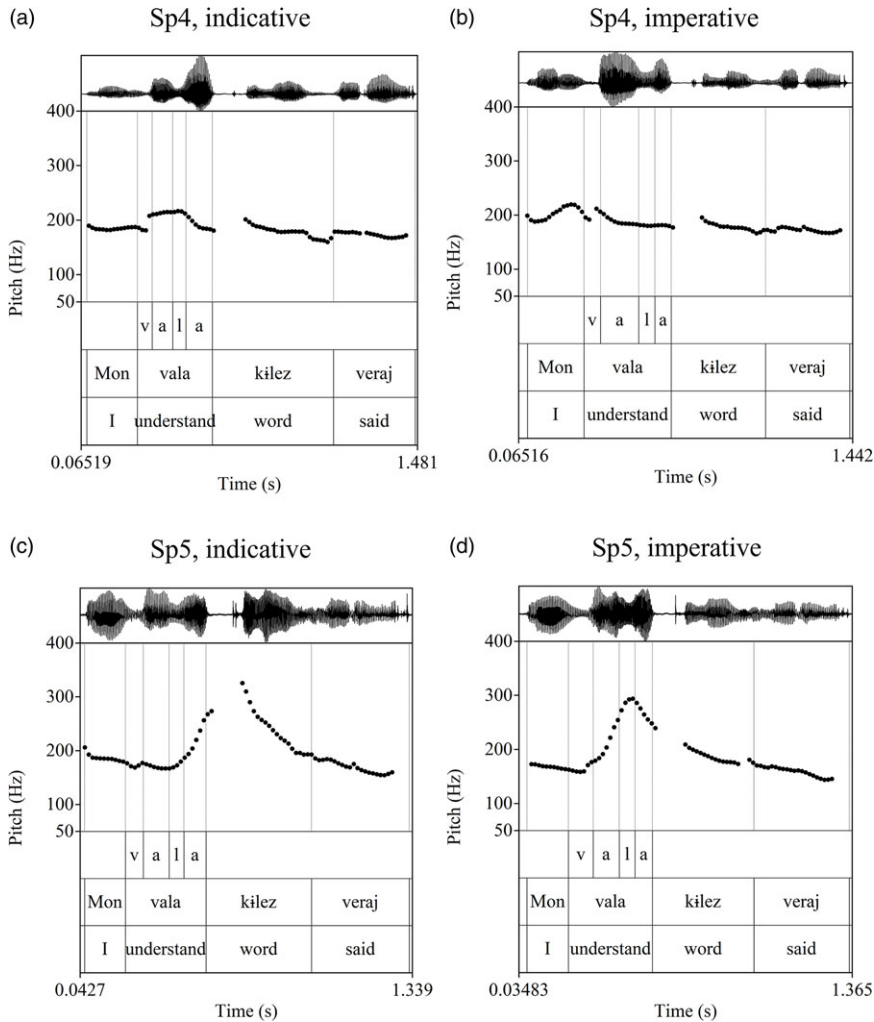 (a) Sp4, indicative
400
300
200
100
50
Pitch (Hz)
v a l a
Mon vala kɨlez veraj
I understand word said
0.06519 1.481
Time (s)
(b) Sp4, imperative
400
300
200
100
50
Pitch (Hz)
v a l a
Mon vala kɨlez veraj
I understand word said
0.06516 1.442
Time (s)
(c) Sp5, indicative
400
300
200
100
50
Pitch (Hz)
v a l a
Mon vala kɨlez veraj
I understand word said
0.0427 1.339
Time (s)
(d) Sp5, imperative
400
300
200
100
50
Pitch (Hz)
v a l a
Mon vala kɨlez veraj
I understand word said
0.03483 1.365
Time (s)